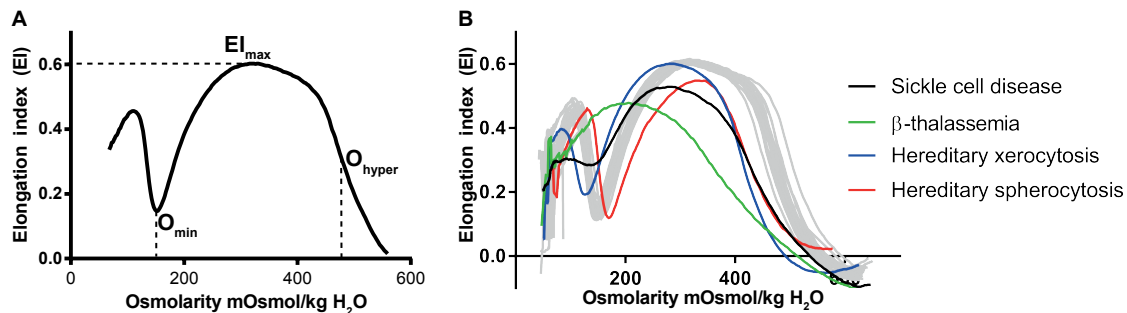 A
Elongation index (EI)
0.6
0.4
0.2
0.0
EImax
Omin
Ohyper
0
200
400
600
Osmolarity mOsmol/kg H2O
B
Elongation index (EI)
0.6
0.4
0.2
0.0
200
400
Osmolarity mOsmol/kg H2O
Sickle cell disease
β-thalassemia
Hereditary xerocytosis
Hereditary spherocytosis